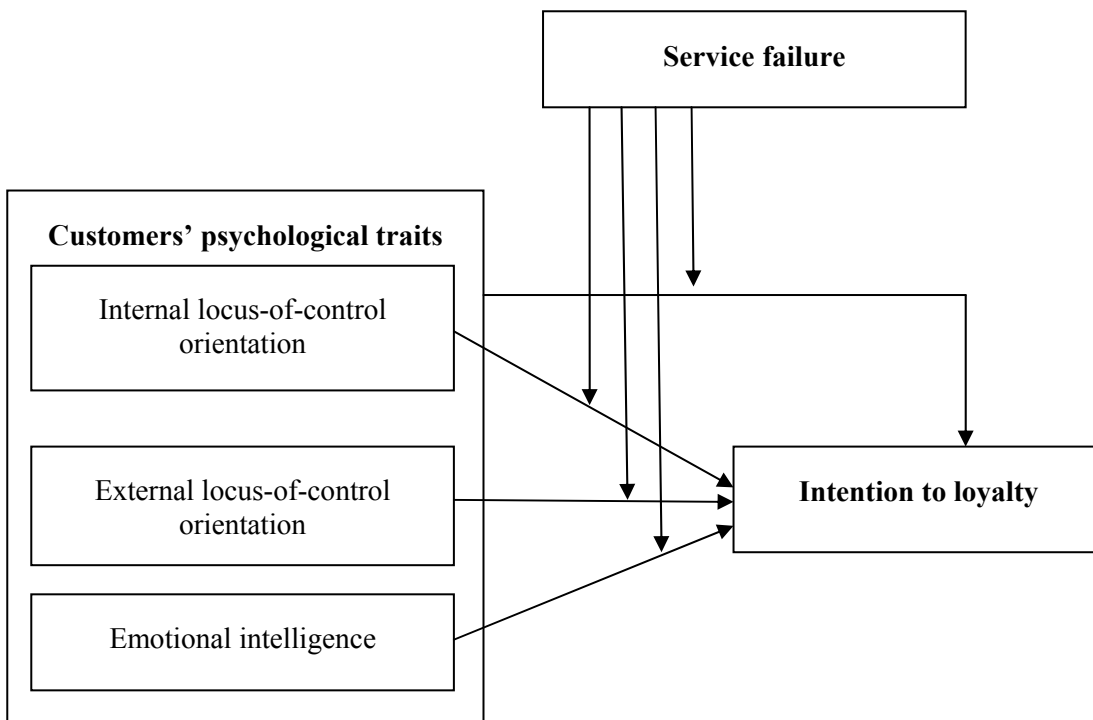 Service failure
Customers’ psychological traits
Internal locus-of-control
orientation
External locus-of-control
orientation
Intention to loyalty
Emotional intelligence